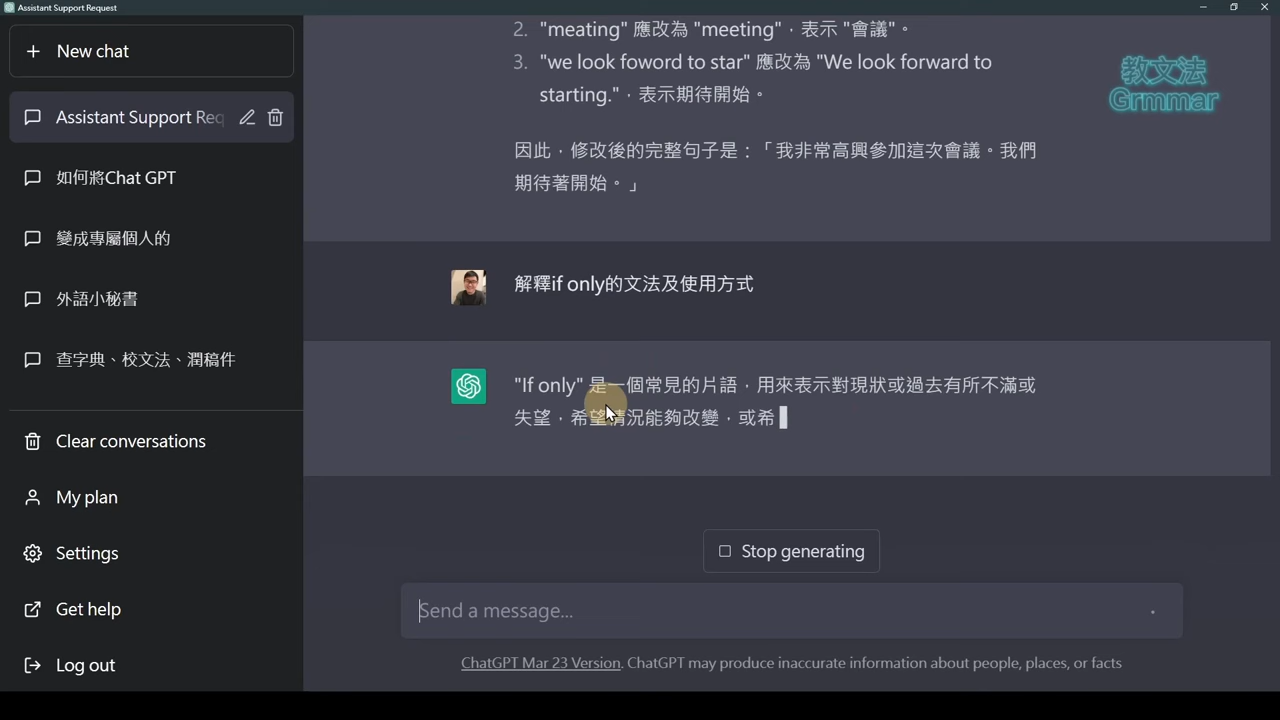 Assistant Support Request
New chat
Assistant Support Req
如何將Chat GPT
變成專屬個人的
外語小秘書
查字典、校文法、潤稿件
Clear conversations
My plan
Settings
Get help
Log out
2. "meating" 應改為 "meeting"，表示 "會議"。
3. "we look foword to star" 應改為 "We look forward to
starting."，表示期待開始。
因此，修改後的完整句子是：「我非常高興參加這次會議。我們
期待著開始。」
教文法
Grmmar
解釋if only的文法及使用方式
"If only" 是一個常見的片語，用來表示對現狀或過去有所不滿或
失望，希望情況能夠改變，或希
Stop generating
Send a message...
ChatGPT Mar 23 Version. ChatGPT may produce inaccurate information about people, places, or facts